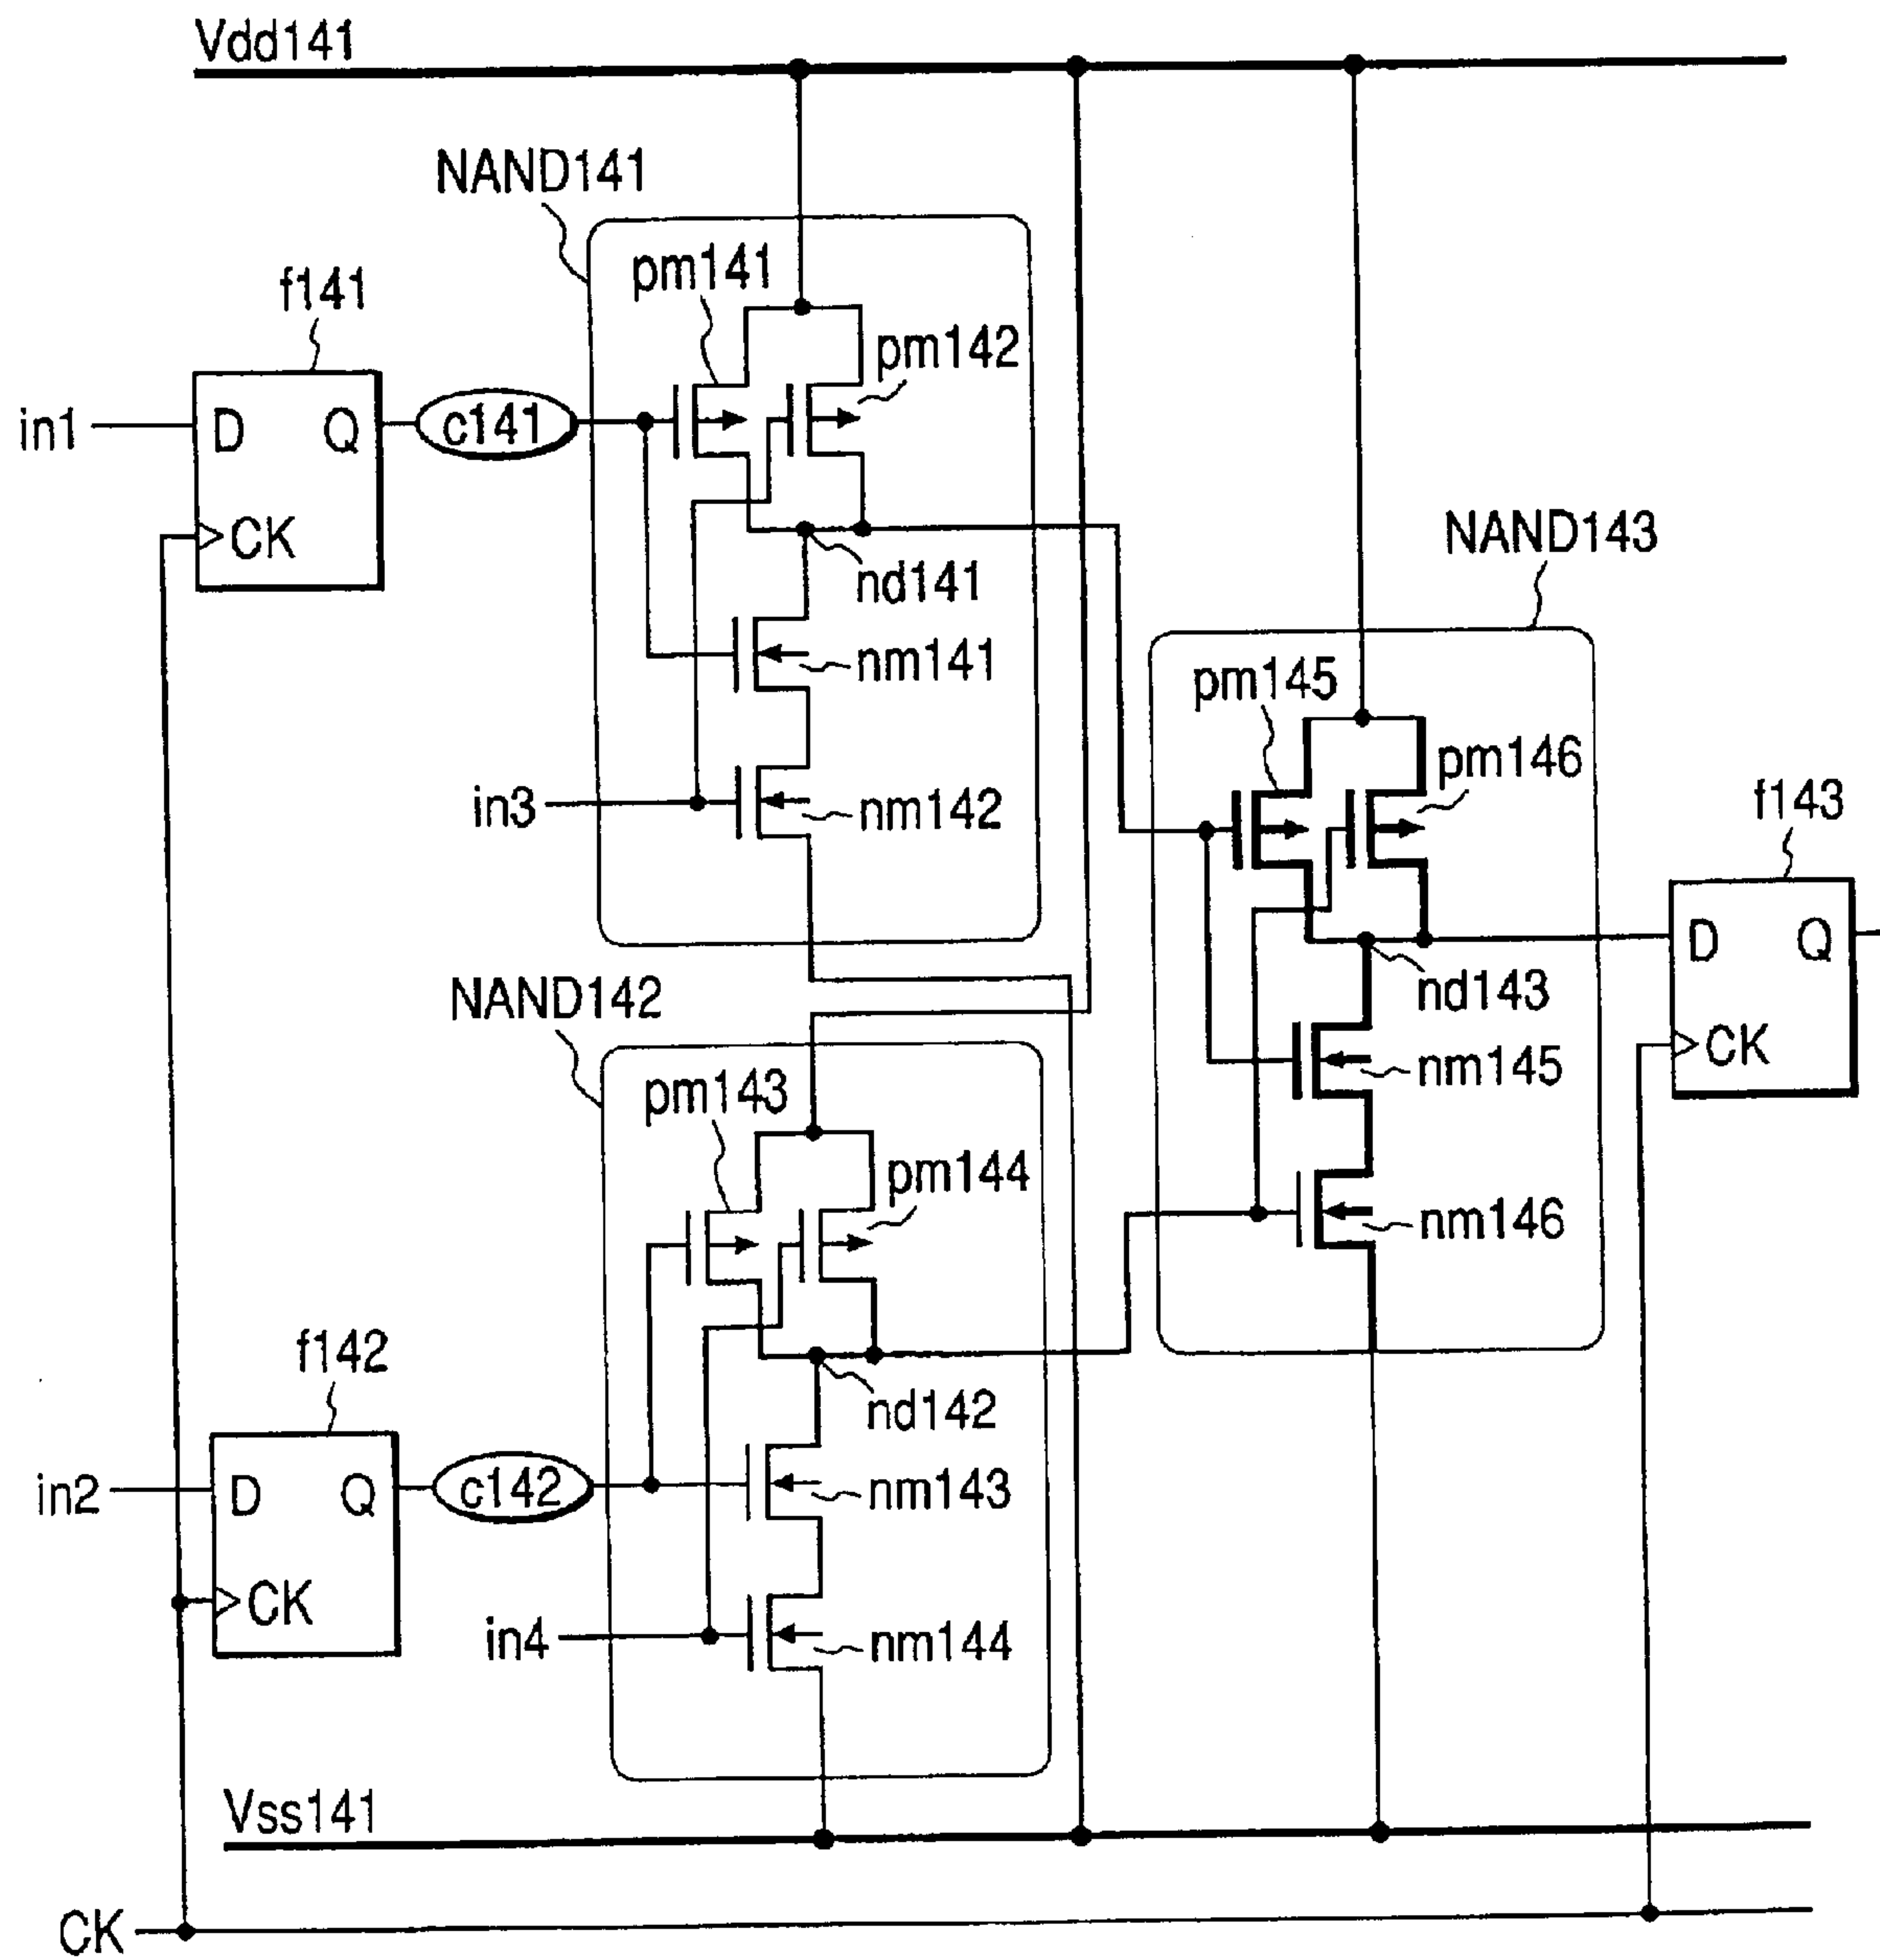 Vdd141
NAND141
pm141
f141
pm142
in1
D
Q
c141
CK
NAND143
nd141
nm141
pm145
pm146
in3
nm142
f143
D
Q
NAND142
nd143
CK
pm143
nm145
pm144
nm146
f142
nd142
in2
D
Q
c142
nm143
CK
in4
nm144
Vss141
CK